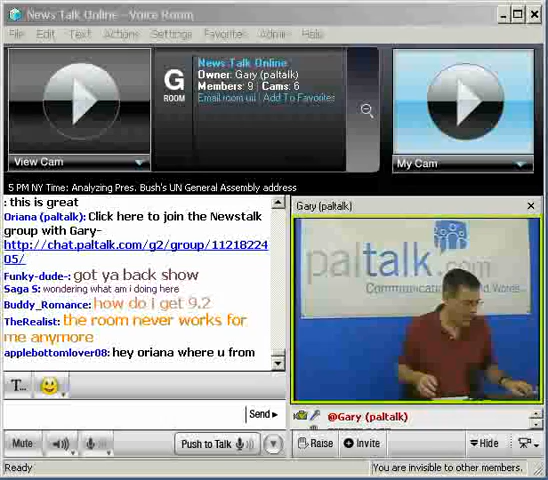 News Talk Online - Voice Room
File Edit Text Actions Settings Favorites Admin Help
News Talk Online
Owner: Gary (paltalk)
Members: 9 | Cams: 6
Email room url | Add To Favorites
G
ROOM
View Cam
My Cam
5 PM NY Time: Analyzing Pres. Bush's UN General Assembly address
: this is great
Oriana (paltalk): Click here to join the Newstalk
group with Gary-
http://chat.paltalk.com/g2/group/11218224
05/
Funky-dude-: got ya back show
Saga S: wondering what am i doing here
Buddy_Romance: how do i get 9.2
TheRealist: the room never works for
me anymore
applebottomlover08: hey oriana where u from
Gary (paltalk)
paltalk.com
@Gary (paltalk)
T...
Send
Mute
Push to Talk
Raise
Invite
Hide
Ready
You are invisible to other members.